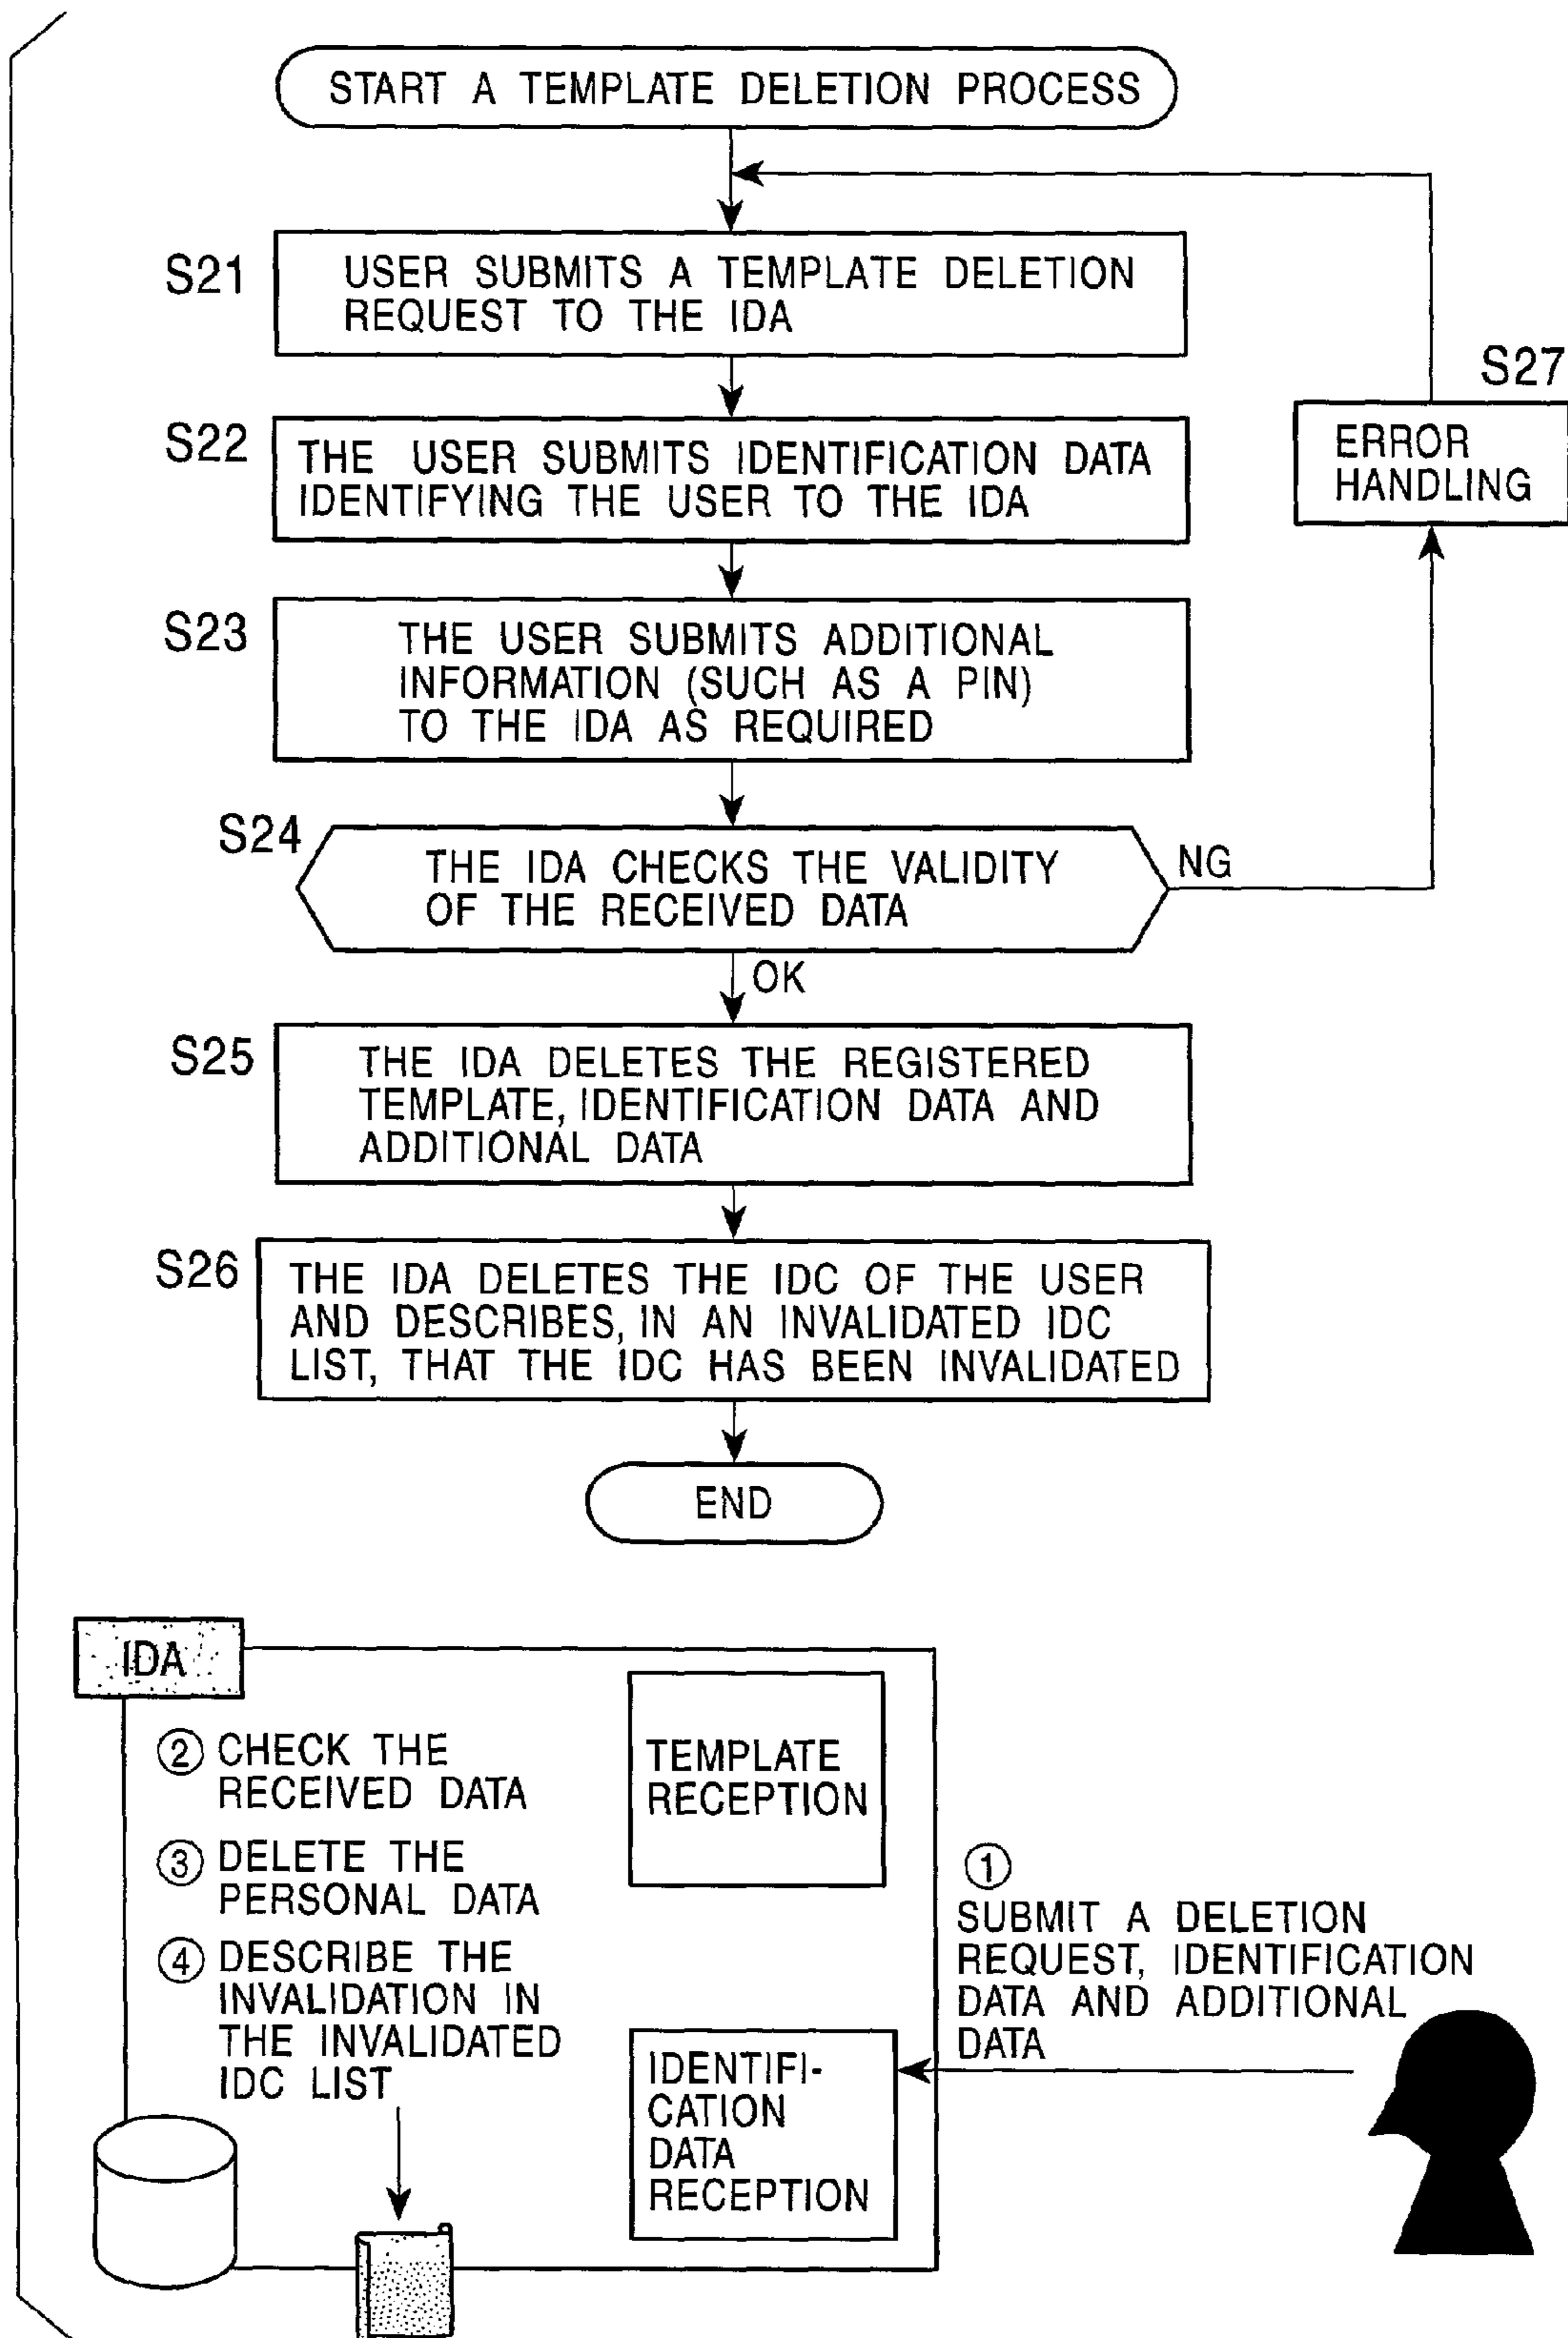 START A TEMPLATE DELETION PROCESS
S21
USER SUBMITS A TEMPLATE DELETION
REQUEST TO THE IDA
S27
ERROR
HANDLING
S22
THE USER SUBMITS IDENTIFICATION DATA
IDENTIFYING THE USER TO THE IDA
S23
THE USER SUBMITS ADDITIONAL
INFORMATION (SUCH AS A PIN)
TO THE IDA AS REQUIRED
S24
THE IDA CHECKS THE VALIDITY
OF THE RECEIVED DATA
NG
OK
S25
THE IDA DELETES THE REGISTERED
TEMPLATE, IDENTIFICATION DATA AND
ADDITIONAL DATA
S26
THE IDA DELETES THE IDC OF THE USER
AND DESCRIBES, IN AN INVALIDATED IDC
LIST, THAT THE IDC HAS BEEN INVALIDATED
END
IDA
② CHECK THE
RECEIVED DATA
③ DELETE THE
PERSONAL DATA
④ DESCRIBE THE
INVALIDATION IN
THE INVALIDATED
IDC LIST
TEMPLATE
RECEPTION
①
SUBMIT A DELETION
REQUEST, IDENTIFICATION
DATA AND ADDITIONAL
DATA
IDENTIFI-
CATION
DATA
RECEPTION